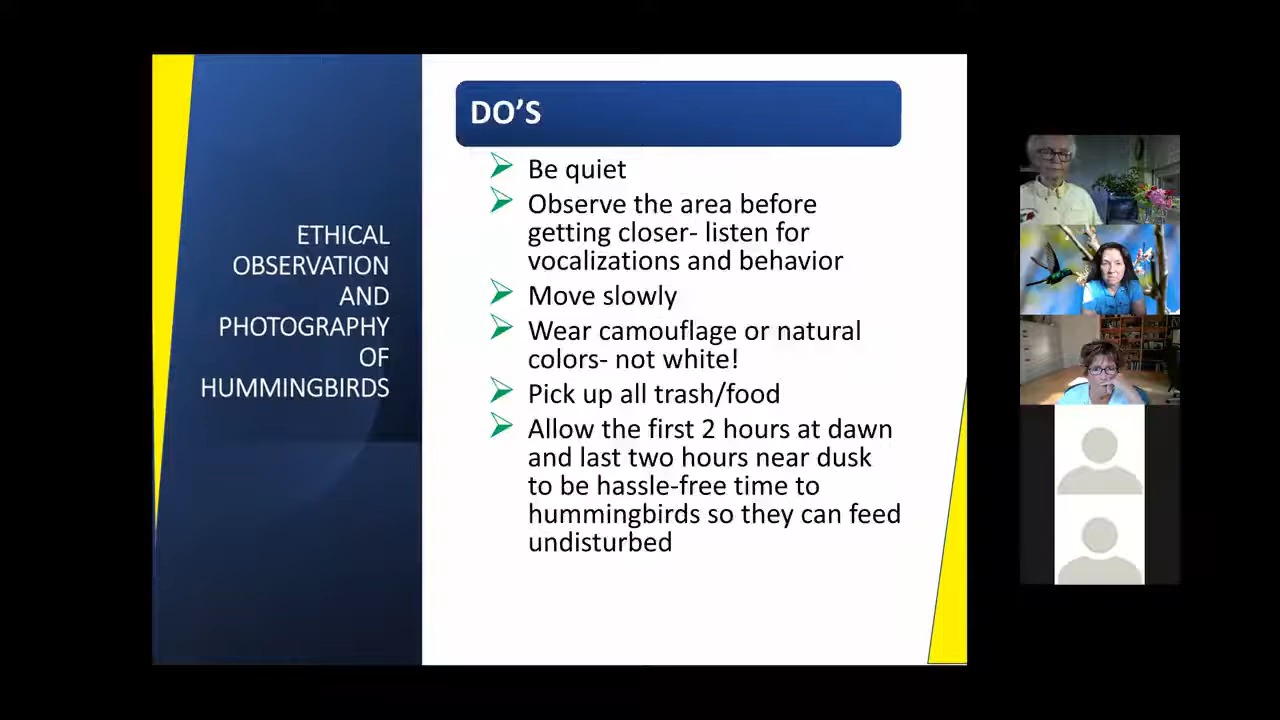 ETHICAL
OBSERVATION
AND
PHOTOGRAPHY
OF
HUMMINGBIRDS
DO’S
Be quiet
Observe the area before
getting closer- listen for
vocalizations and behavior
Move slowly
Wear camouflage or natural
colors- not white!
Pick up all trash/food
Allow the first 2 hours at dawn
and last two hours near dusk
to be hassle-free time to
hummingbirds so they can feed
undisturbed